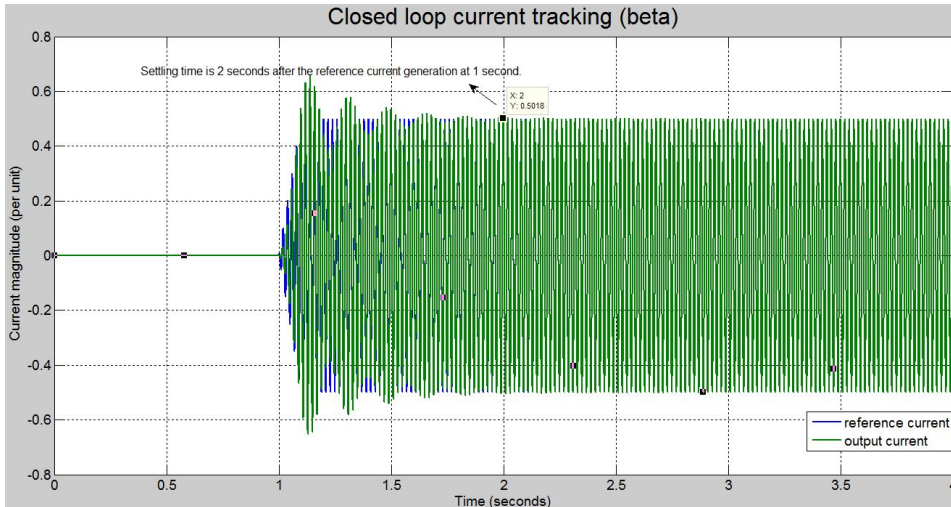 Closed loop current tracking (beta)
0.8
Settling time is 2 seconds after the reference current generation at 1 second.
X: 2
Y: 0.5018
0.6
0.4
0.2
0
-0.2
-0.4
-0.6
-0.8
Current magnitude (per unit)
reference current
output current
0
0.5
1
1.5
2
2.5
3
3.5
4
Time (seconds)